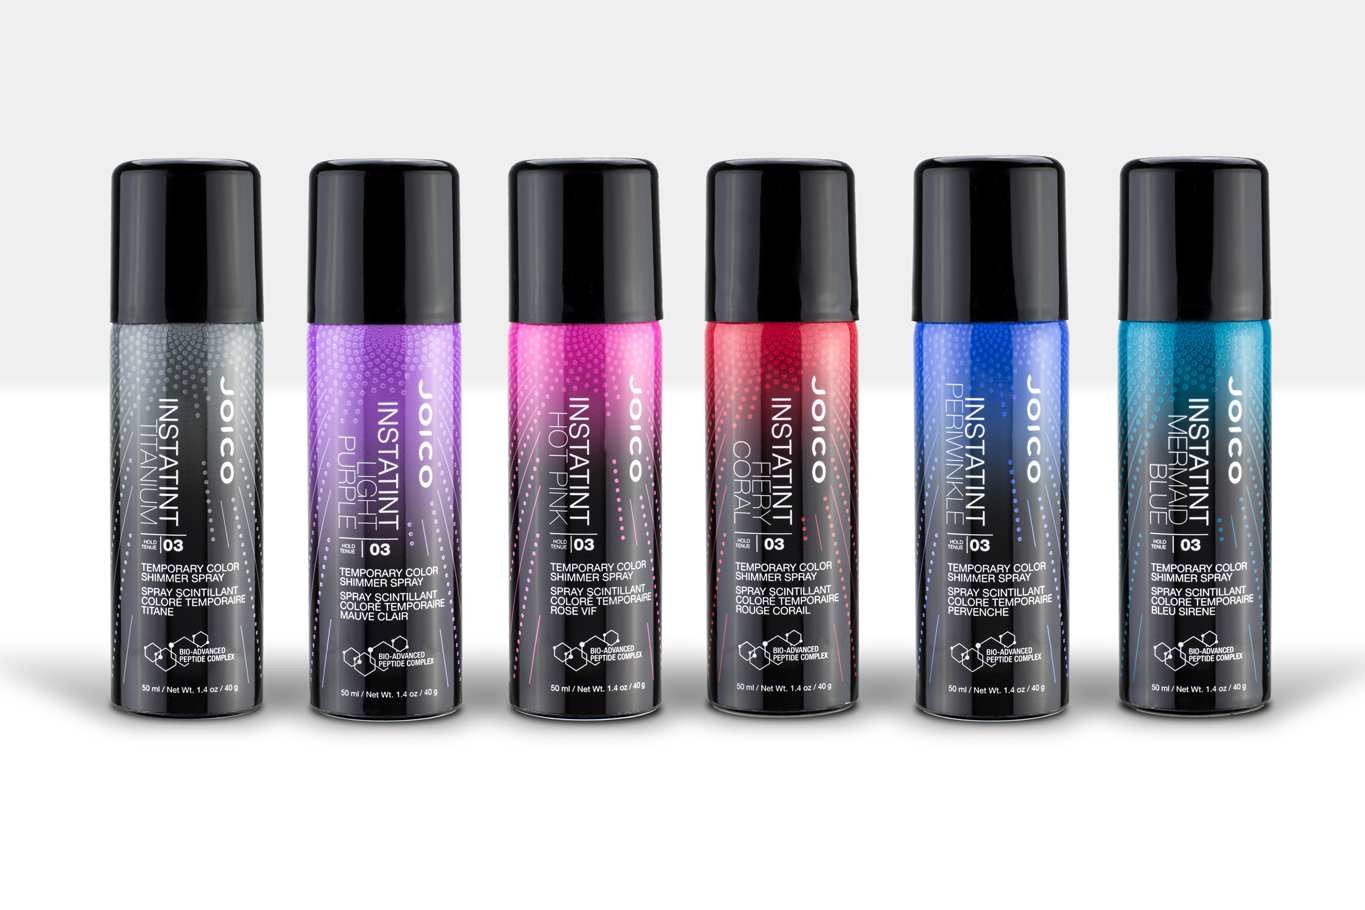 JOICO
INSTATINT
TITANIUM
HOLD
TENUE
03
TEMPORARY COLOR
SHIMMER SPRAY
SPRAY SCINTILLANT
COLORÉ TEMPORAIRE
TITANE
BIO-ADVANCED
PEPTIDE COMPLEX
50 ml / Net Wt. 1.4 oz / 40 g
JOICO
INSTATINT
LIGHT
PURPLE
HOLD
TENUE
03
TEMPORARY COLOR
SHIMMER SPRAY
SPRAY SCINTILLANT
COLORÉ TEMPORAIRE
MAUVE CLAIR
BIO-ADVANCED
PEPTIDE COMPLEX
50 ml / Net Wt. 1.4 oz / 40 g
JOICO
INSTATINT
HOT PINK
HOLD
TENUE
03
TEMPORARY COLOR
SHIMMER SPRAY
SPRAY SCINTILLANT
COLORÉ TEMPORAIRE
ROSE VIF
BIO-ADVANCED
PEPTIDE COMPLEX
50 ml / Net Wt. 1.4 oz / 40 g
JOICO
INSTATINT
FIERY
CORAL
HOLD
TENUE
03
TEMPORARY COLOR
SHIMMER SPRAY
SPRAY SCINTILLANT
COLORÉ TEMPORAIRE
ROUGE CORAIL
BIO-ADVANCED
PEPTIDE COMPLEX
50 ml / Net Wt. 1.4 oz / 40 g
JOICO
INSTATINT
PERIWINKLE
HOLD
TENUE
03
TEMPORARY COLOR
SHIMMER SPRAY
SPRAY SCINTILLANT
COLORÉ TEMPORAIRE
PERVENCHE
BIO-ADVANCED
PEPTIDE COMPLEX
50 ml / Net Wt. 1.4 oz / 40 g
JOICO
INSTATINT
MERMAID
BLUE
HOLD
TENUE
03
TEMPORARY COLOR
SHIMMER SPRAY
SPRAY SCINTILLANT
COLORÉ TEMPORAIRE
BLEU SIRENE
BIO-ADVANCED
PEPTIDE COMPLEX
50 ml / Net Wt. 1.4 oz / 40 g